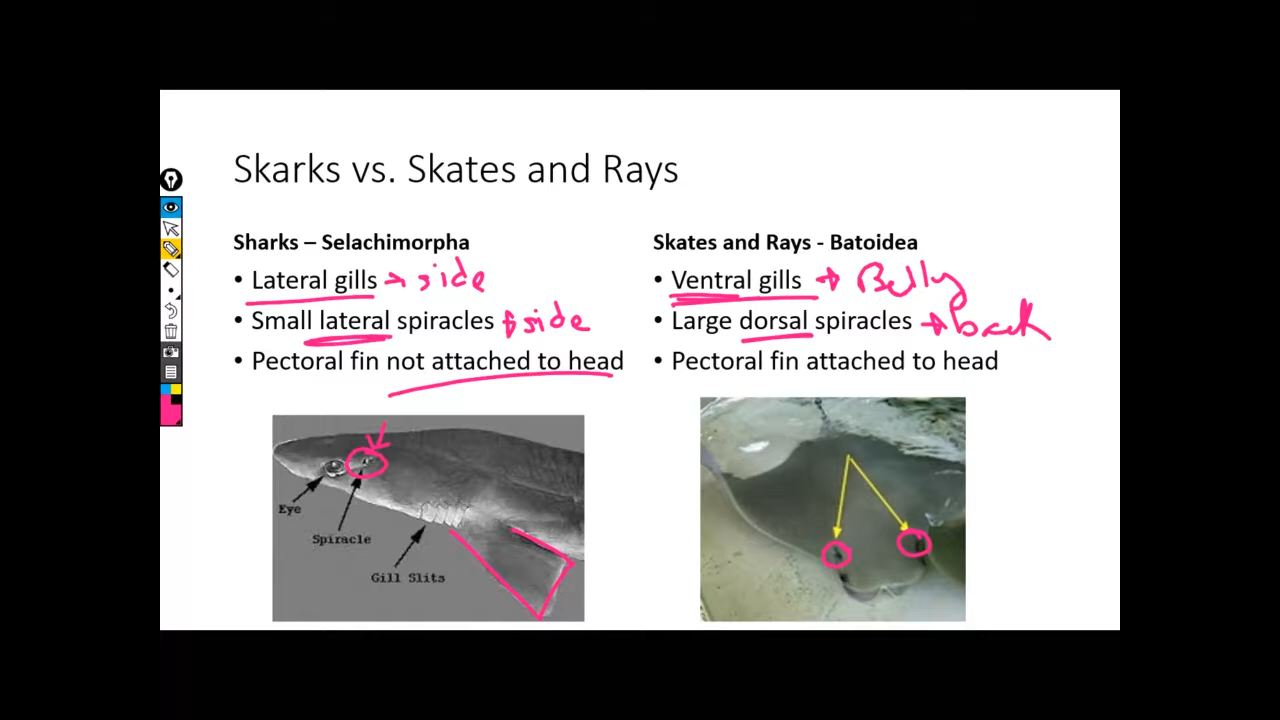 Skarks vs. Skates and Rays
Sharks – Selachimorpha
• Lateral gills → side
• Small lateral spiracles → side
• Pectoral fin not attached to head
Eye
Spiracle
Gill Slits
Skates and Rays - Batoidea
• Ventral gills → Belly
• Large dorsal spiracles → back
• Pectoral fin attached to head